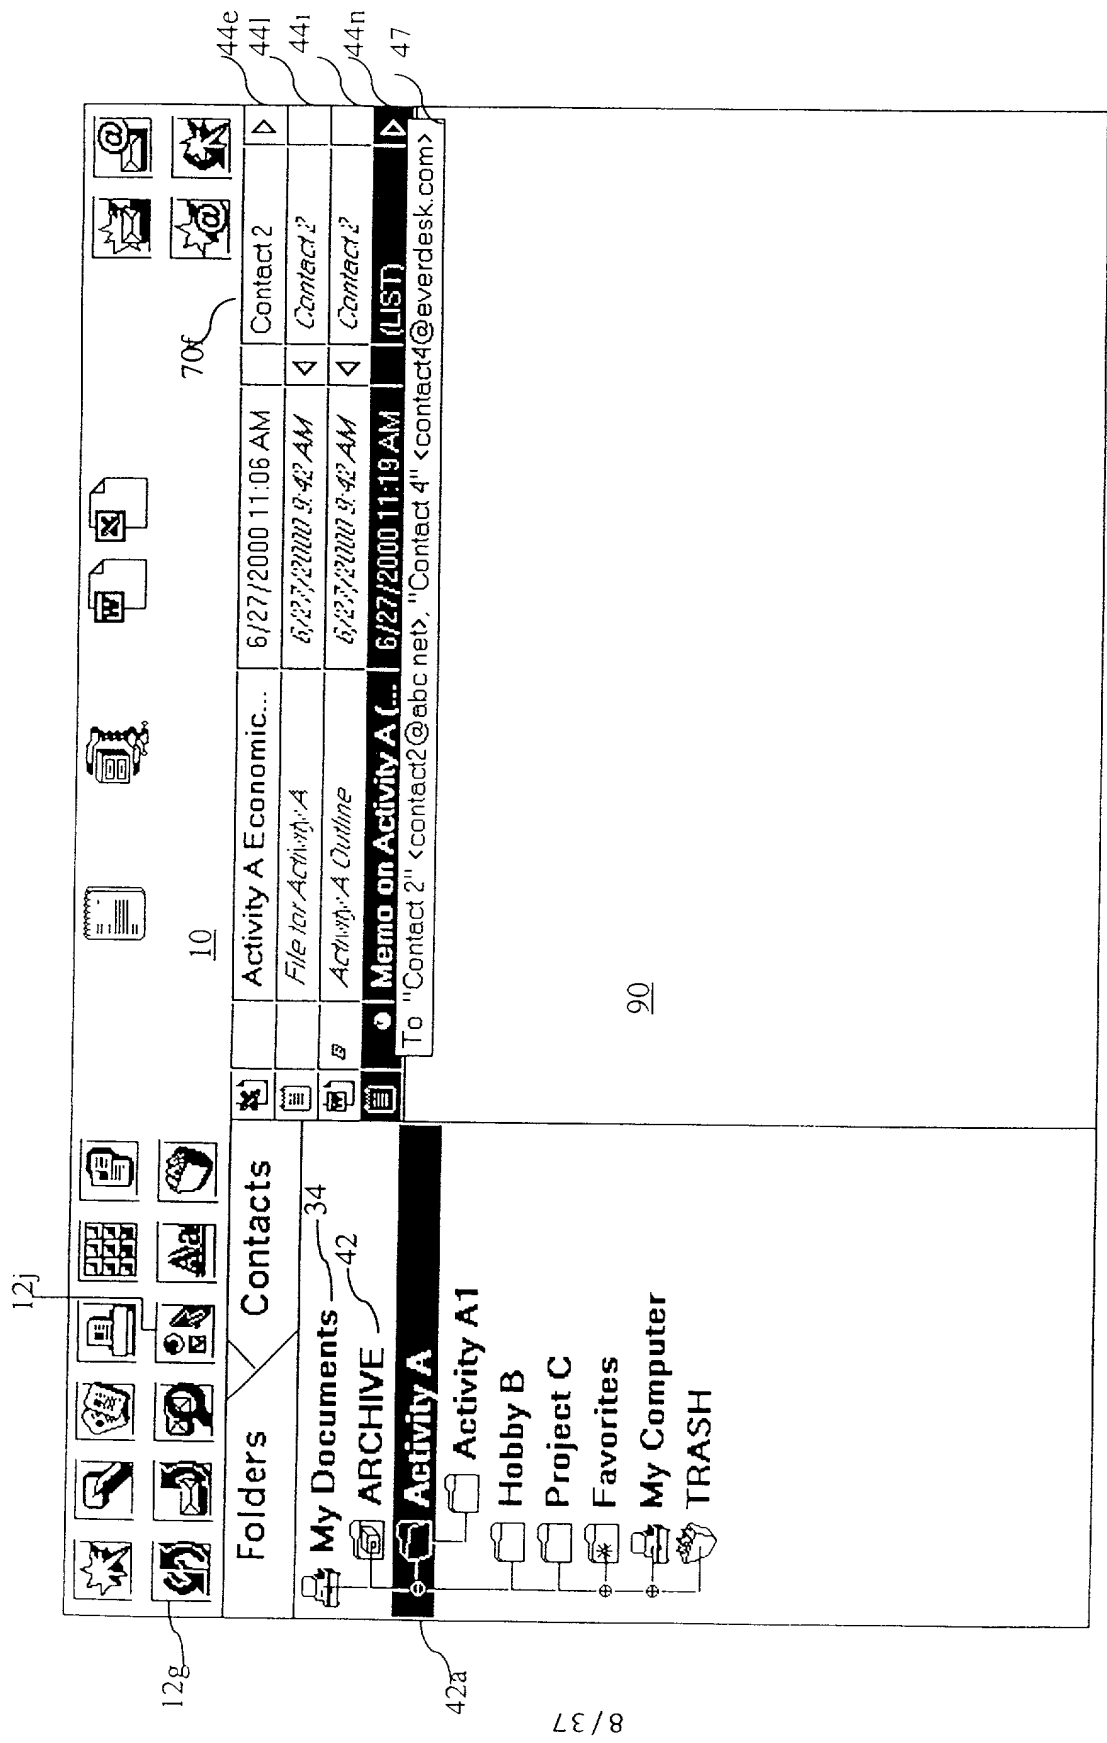 12j
12g
@
@
W
X
Aa
10
70f
Folders
Contacts
Activity A Economic...
6/27/2000 11:06 AM
Contact 2
44e
File for Activity A
6/27/2000 9:42 AM
Contact 2
44l
Activity A Outline
6/27/2000 9:42 AM
Contact 2
44i
Memo on Activity A (...
6/27/2000 11:19 AM
(LIST)
44n
To "Contact 2" <contact2@abc net>, "Contact 4" <contact4@everdesk.com>
47
My Documents
34
ARCHIVE
42
Activity A
42a
Activity A1
Hobby B
Project C
Favorites
My Computer
TRASH
90
8/37